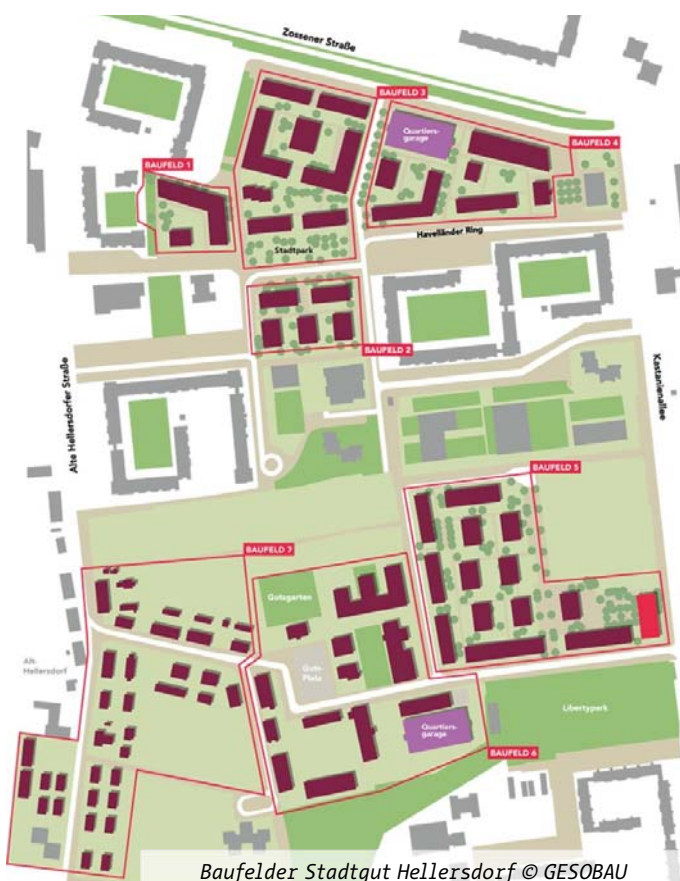 Zossener Straße
BAUFELD 3
Quartiers-
garage
BAUFELD 4
BAUFELD 1
Havelländer Ring
Stadtpark
BAUFELD 2
Alte Hellersdorfer Straße
Kastanienallee
BAUFELD 5
BAUFELD 7
Gutsgarten
Alt-
Hellersdorf
Guts-
Platz
Libertypark
Quartiers-
garage
BAUFELD 6
Baufelder Stadtgut Hellersdorf © GESOBAU